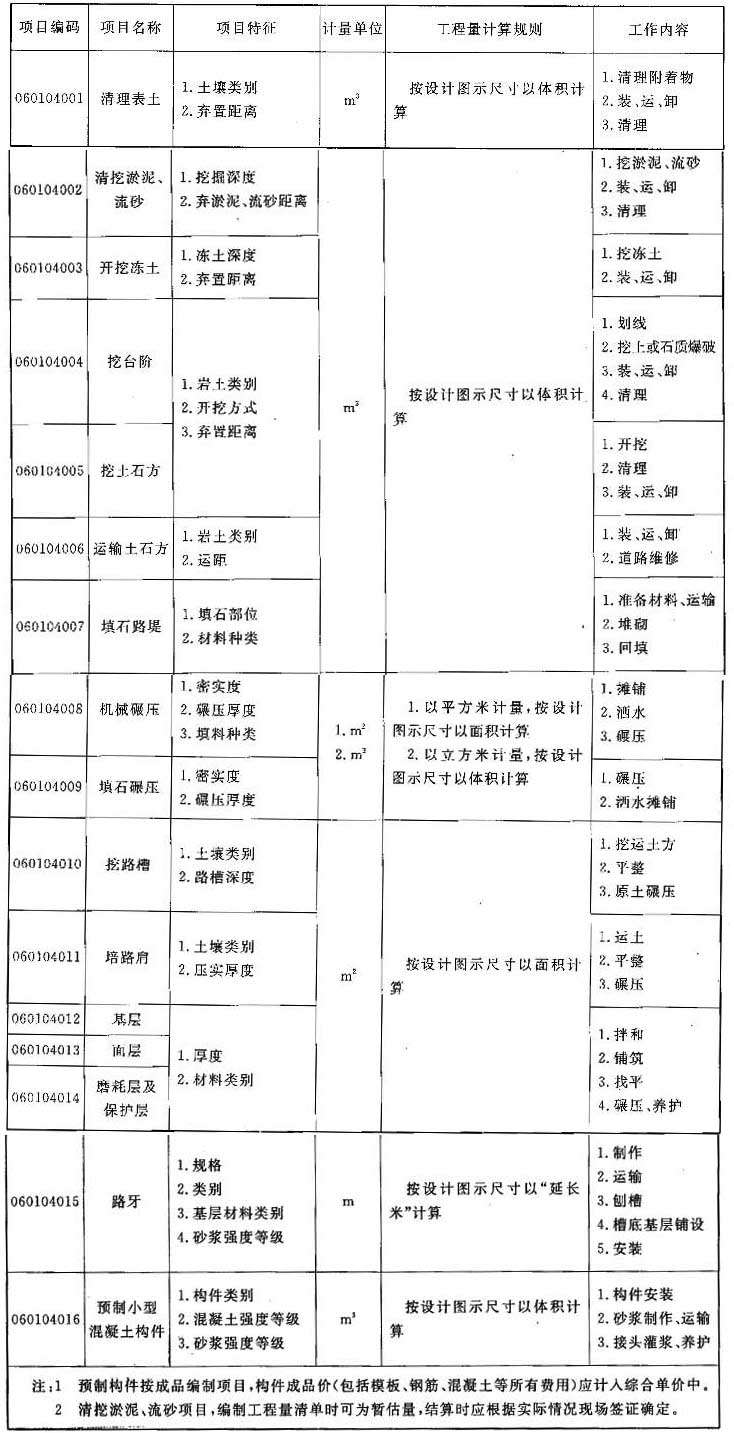 项目编码 项目名称 项目特征 计量单位 工程量计算规则 工作内容
060104001 清理表土 1.土壤类别 2.弃置距离 m³ 按设计图示尺寸以体积计算 1.清理附着物 2.装、运、卸 3.清理
060104002 清挖淤泥、流砂 1.挖掘深度 2.弃淤泥、流砂距离 m³ 按设计图示尺寸以体积计算 1.挖淤泥、流砂 2.装、运、卸 3.清理
060104003 开挖冻土 1.冻土深度 2.弃置距离 1.挖冻土 2.装、运、卸
060104004 挖台阶 1.岩土类别 2.开挖方式 3.弃置距离 1.划线 2.挖土或石质爆破 3.装、运、卸 4.清理
060104005 挖土石方 1.开挖 2.清理 3.装、运、卸
060104006 运输土石方 1.岩土类别 2.运距 1.装、运、卸 2.道路维修
060104007 填石路堤 1.填石部位 2.材料种类 1.准备材料、运输 2.堆砌 3.回填
060104008 机械碾压 1.密实度 2.碾压厚度 3.填料种类 1.m² 2.m³ 1.以平方米计量,按设计图示尺寸以面积计算 2.以立方米计量,按设计图示尺寸以体积计算 1.摊铺 2.洒水 3.碾压
060104009 填石碾压 1.密实度 2.碾压厚度 1.碾压 2.洒水摊铺
060104010 挖路槽 1.土壤类别 2.路槽深度 m² 按设计图示尺寸以面积计算 1.挖运土方 2.平整 3.原土碾压
060104011 培路肩 1.土壤类别 2.压实厚度 1.运土 2.平整 3.碾压
060104012 基层 1.厚度 2.材料类别 1.拌和 2.铺筑 3.找平 4.碾压、养护
060104013 面层
060104014 磨耗层及保护层
060104015 路牙 1.规格 2.类别 3.基层材料类别 4.砂浆强度等级 m 按设计图示尺寸以“延长米”计算 1.制作 2.运输 3.刨槽 4.槽底基层铺设 5.安装
060104016 预制小型混凝土构件 1.构件类别 2.混凝土强度等级 3.砂浆强度等级 m³ 按设计图示尺寸以体积计算 1.构件安装 2.砂浆制作、运输 3.接头灌浆、养护
注:1 预制构件按成品编制项目,构件成品价(包括模板、钢筋、混凝土等所有费用)应计入综合单价中。
2 清挖淤泥、流砂项目,编制工程量清单时可为暂估量,结算时应根据实际情况现场签证确定。